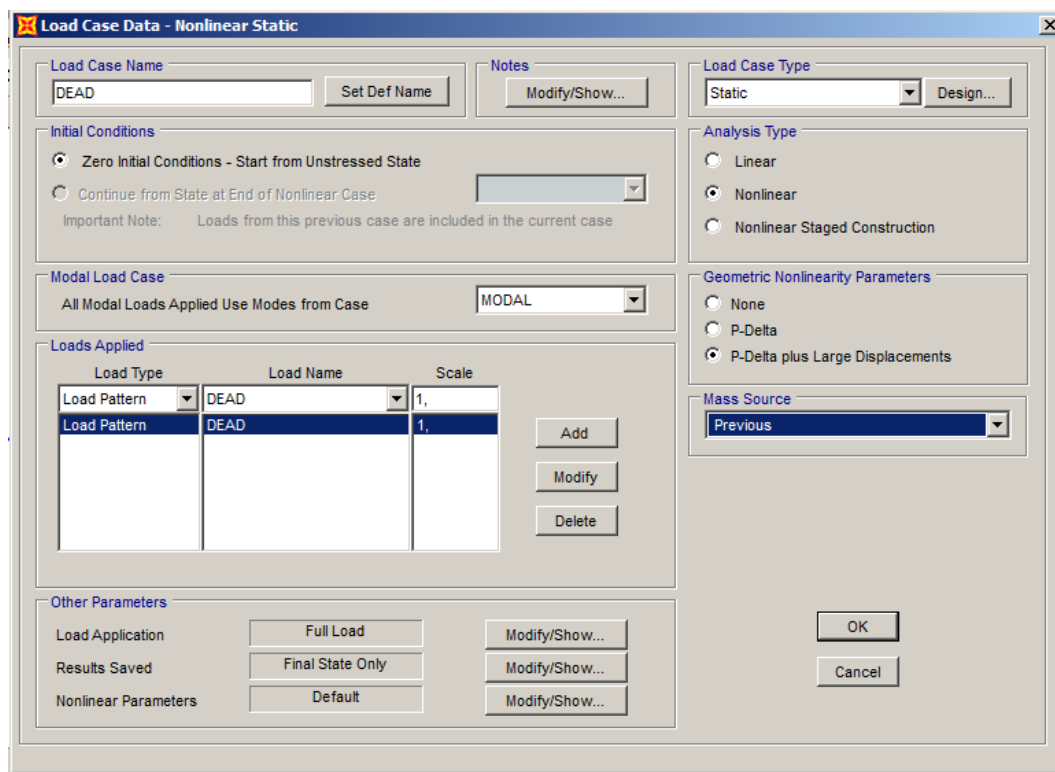 Load Case Data - Nonlinear Static
Load Case Name
DEAD
Set Def Name
Notes
Modify/Show...
Load Case Type
Static
Design...
Initial Conditions
Zero Initial Conditions - Start from Unstressed State
Continue from State at End of Nonlinear Case
Important Note: Loads from this previous case are included in the current case
Analysis Type
Linear
Nonlinear
Nonlinear Staged Construction
Modal Load Case
All Modal Loads Applied Use Modes from Case
MODAL
Geometric Nonlinearity Parameters
None
P-Delta
P-Delta plus Large Displacements
Loads Applied
Load Type Load Name Scale
Load Pattern DEAD 1,
Load Pattern DEAD 1,
Add
Modify
Delete
Mass Source
Previous
Other Parameters
Load Application Full Load Modify/Show...
Results Saved Final State Only Modify/Show...
Nonlinear Parameters Default Modify/Show...
OK
Cancel